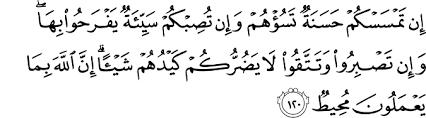 إِن تَمْسَسْكُمْ حَسَنَةٌ تَسُؤْهُمْ وَإِن تُصِبْكُمْ سَيِّئَةٌ يَفْرَحُوا۟ بِهَا ۖ
وَإِن تَصْبِرُوا۟ وَتَتَّقُوا۟ لَا يَضُرُّكُمْ كَيْدُهُمْ شَيْـًٔا ۗ إِنَّ ٱللَّهَ بِمَا
يَعْمَلُونَ مُحِيطٌ ١٢٠